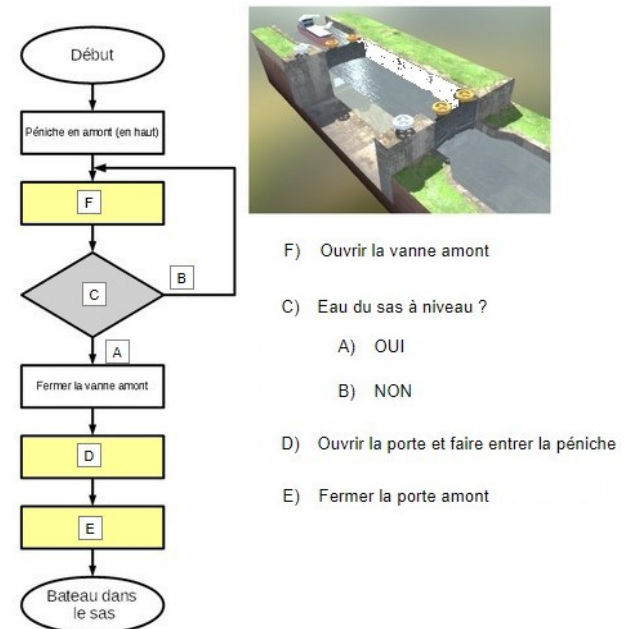 Début
Péniche en amont (en haut)
F
C
B
A
Fermer la vanne amont
D
E
Bateau dans
le sas
F) Ouvrir la vanne amont
C) Eau du sas à niveau ?
A) OUI
B) NON
D) Ouvrir la porte et faire entrer la péniche
E) Fermer la porte amont